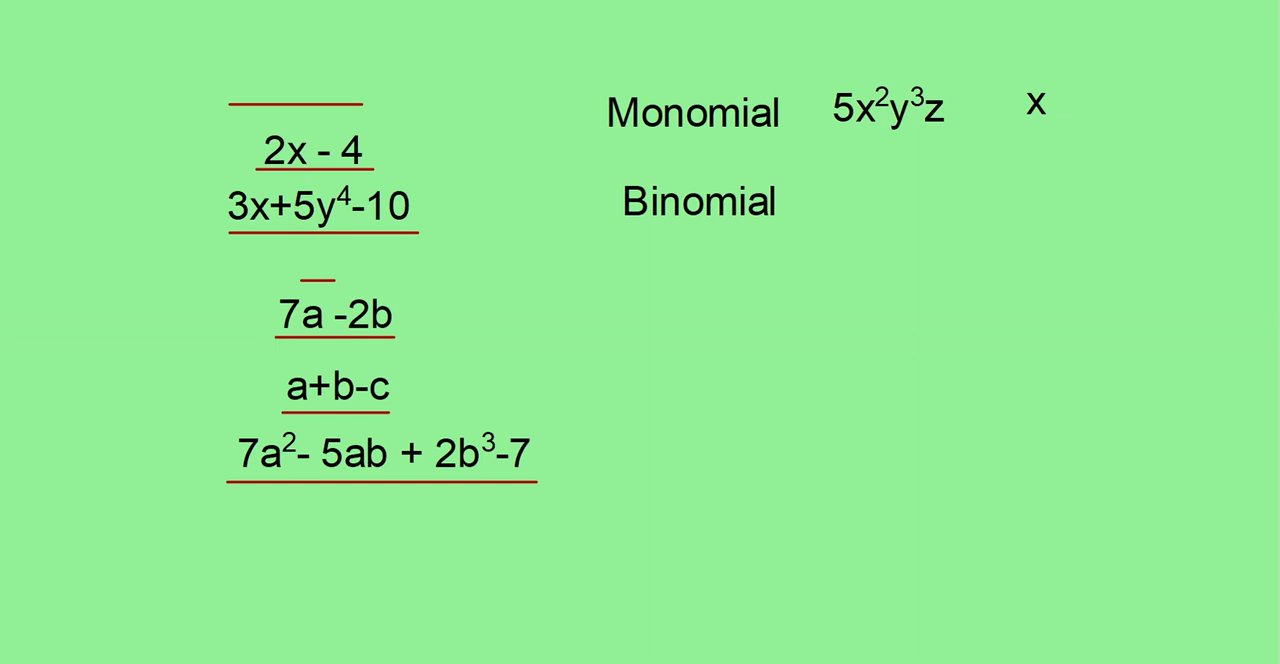 Monomial 5x²y³z x
2x - 4
3x+5y⁴-10
Binomial
7a -2b
a+b-c
7a²- 5ab + 2b³-7